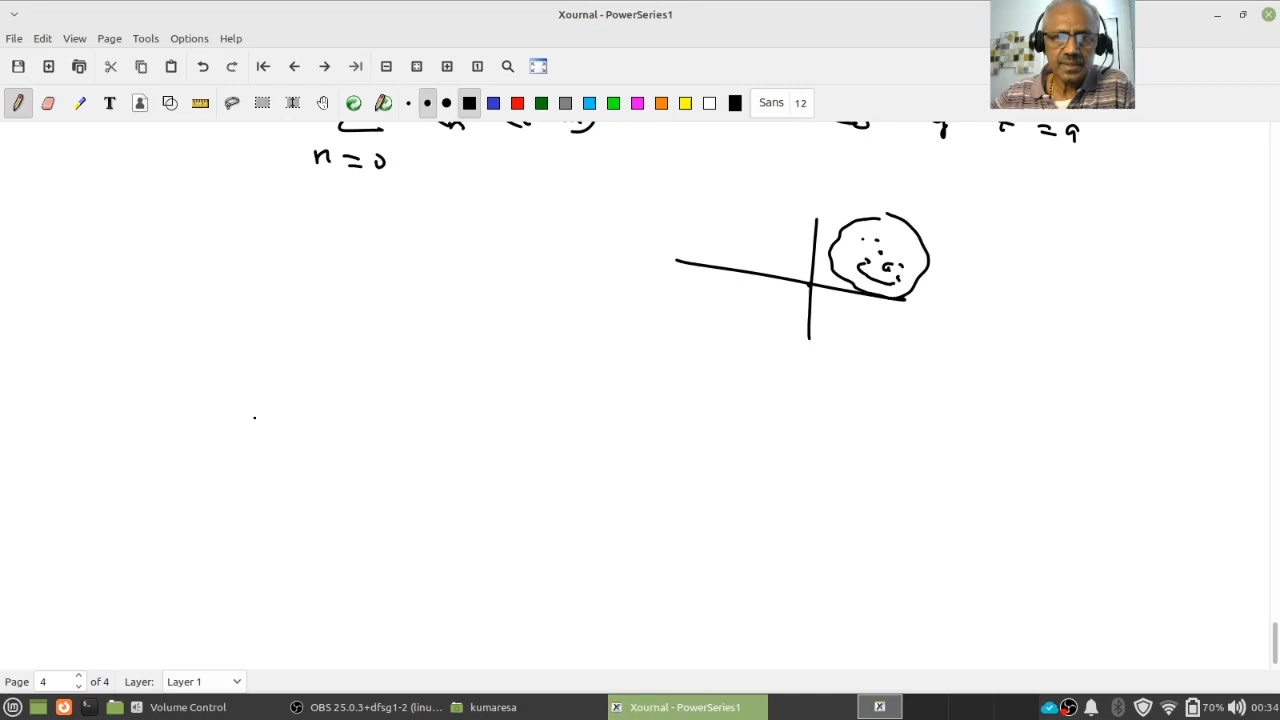 Xournal - PowerSeries1
File Edit View Page Tools Options Help
Sans 12
= a
n = 0
a
Page 4 of 4 Layer: Layer 1
Volume Control OBS 25.0.3+dfsg1-2 (linu... kumaresa Xournal - PowerSeries1 70% 00:34